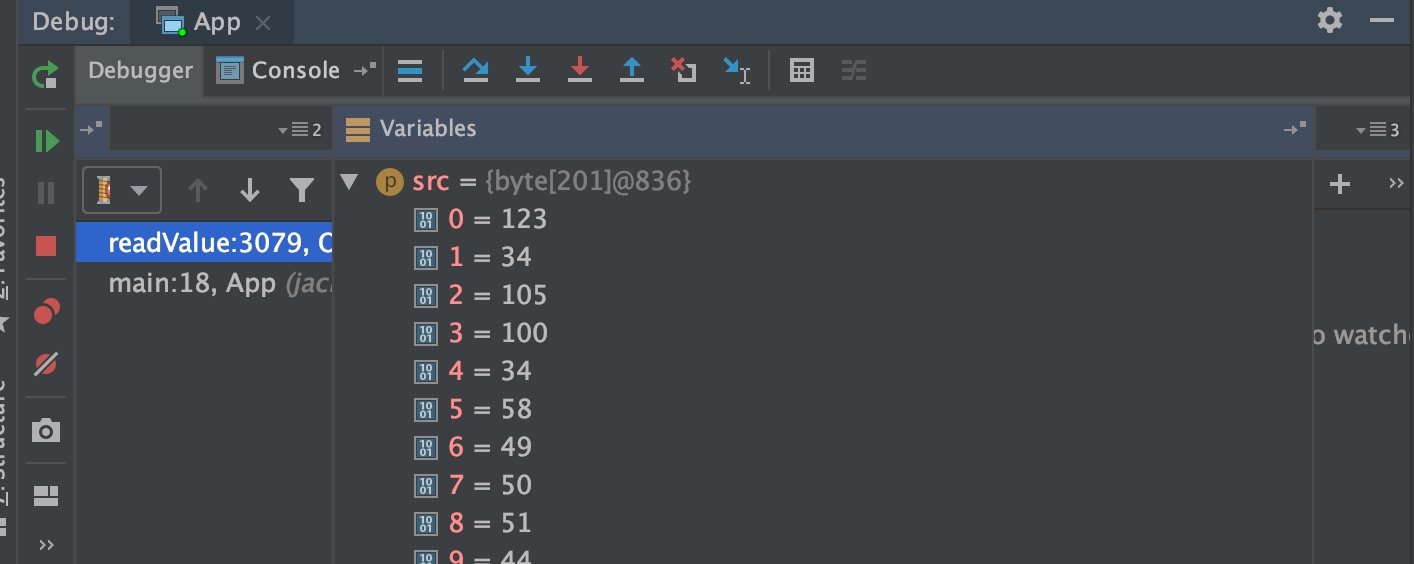 Debug: App
Debugger Console
2 Variables 3
src = {byte[201]@836}
0 = 123
readValue:3079,
1 = 34
main:18, App
2 = 105
3 = 100
4 = 34
5 = 58
6 = 49
7 = 50
8 = 51
9 = 44
watch
2: Favorites
Z: Structure